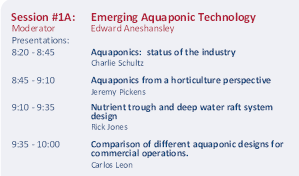 Session #1A: Emerging Aquaponic Technology
Moderator Edward Aneshansley
Presentations:
8:20 - 8:45 Aquaponics: status of the industry
Charlie Schultz
8:45 - 9:10 Aquaponics from a horticulture perspective
Jeremy Pickens
9:10 - 9:35 Nutrient trough and deep water raft system
design
Rick Jones
9:35 - 10:00 Comparison of different aquaponic designs for
commercial operations.
Carlos Leon